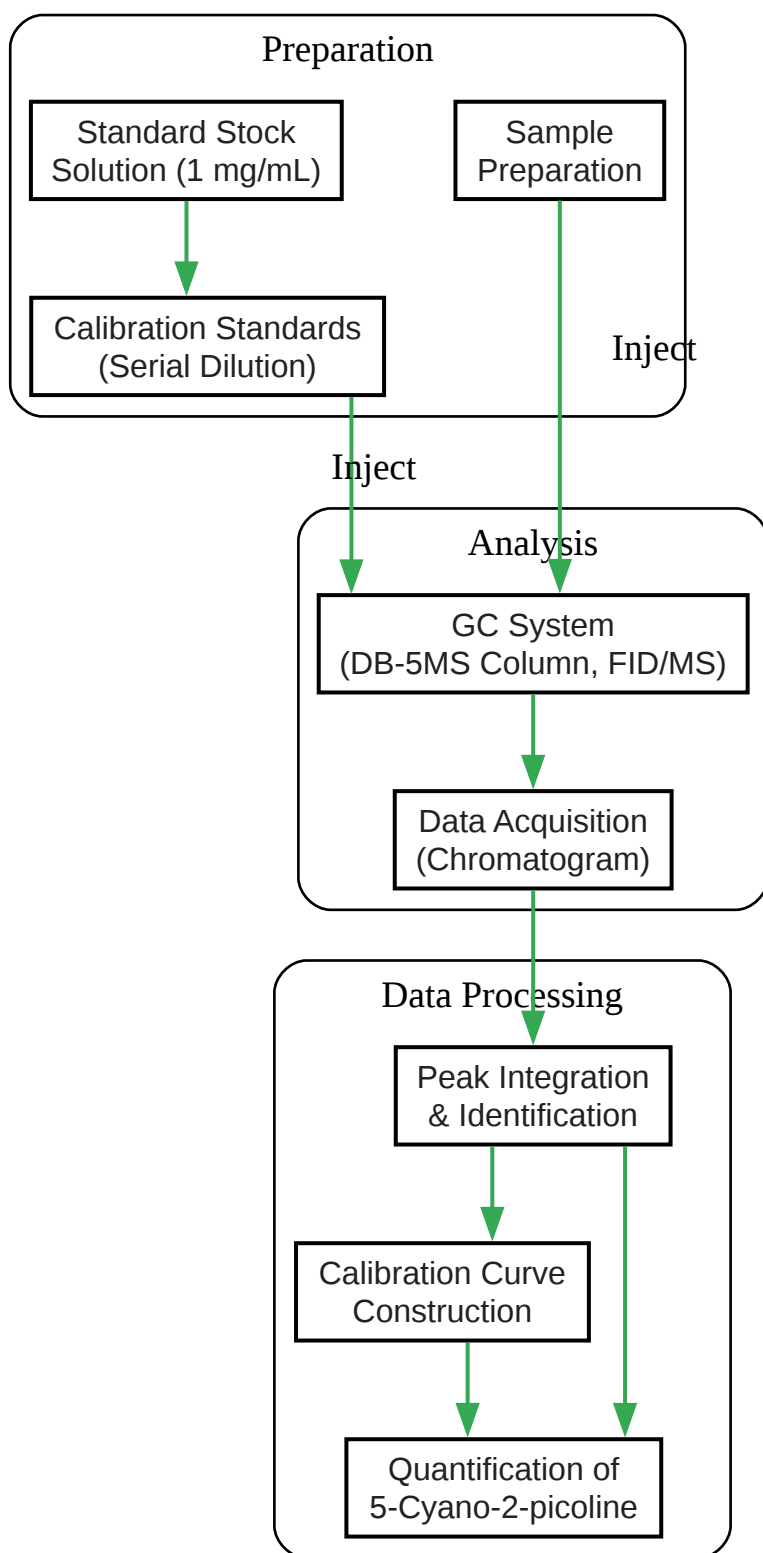 Preparation
Standard Stock
Solution (1 mg/mL)
Sample
Preparation
Calibration Standards
(Serial Dilution)
Inject
Inject
Analysis
GC System
(DB-5MS Column, FID/MS)
Data Acquisition
(Chromatogram)
Data Processing
Peak Integration
& Identification
Calibration Curve
Construction
Quantification of
5-Cyano-2-picoline